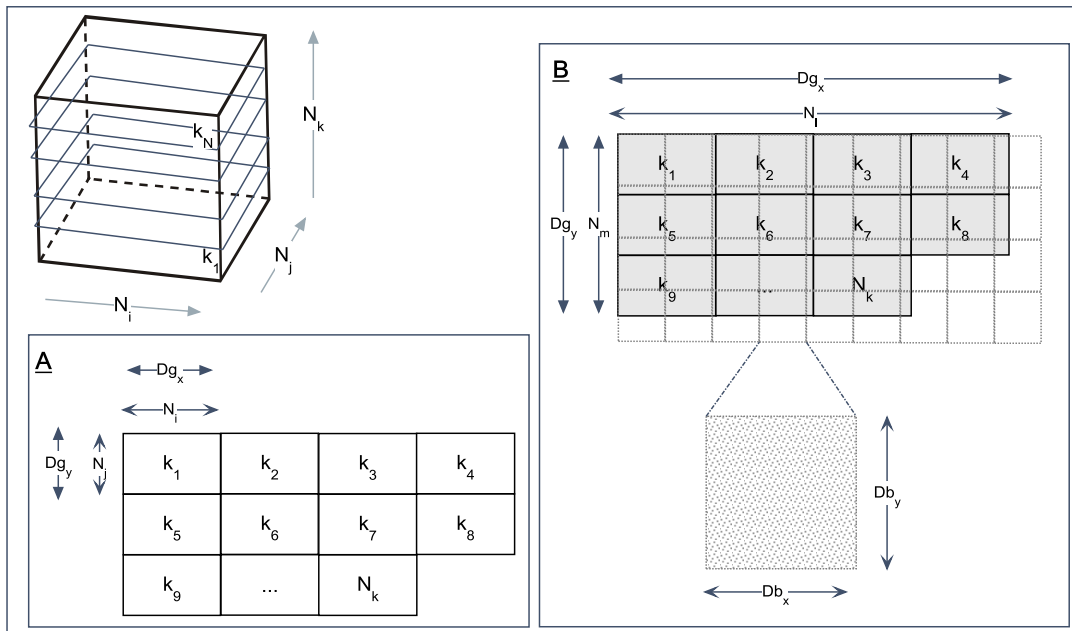 k_N
N_k
k_1
N_j
N_i
A
Dg_x
N_i
Dg_y N_j
k_1 k_2 k_3 k_4
k_5 k_6 k_7 k_8
k_9 ... N_k
B
Dg_x
N_l
Dg_y N_m
k_1 k_2 k_3 k_4
k_5 k_6 k_7 k_8
k_9 ... N_k
Db_y
Db_x